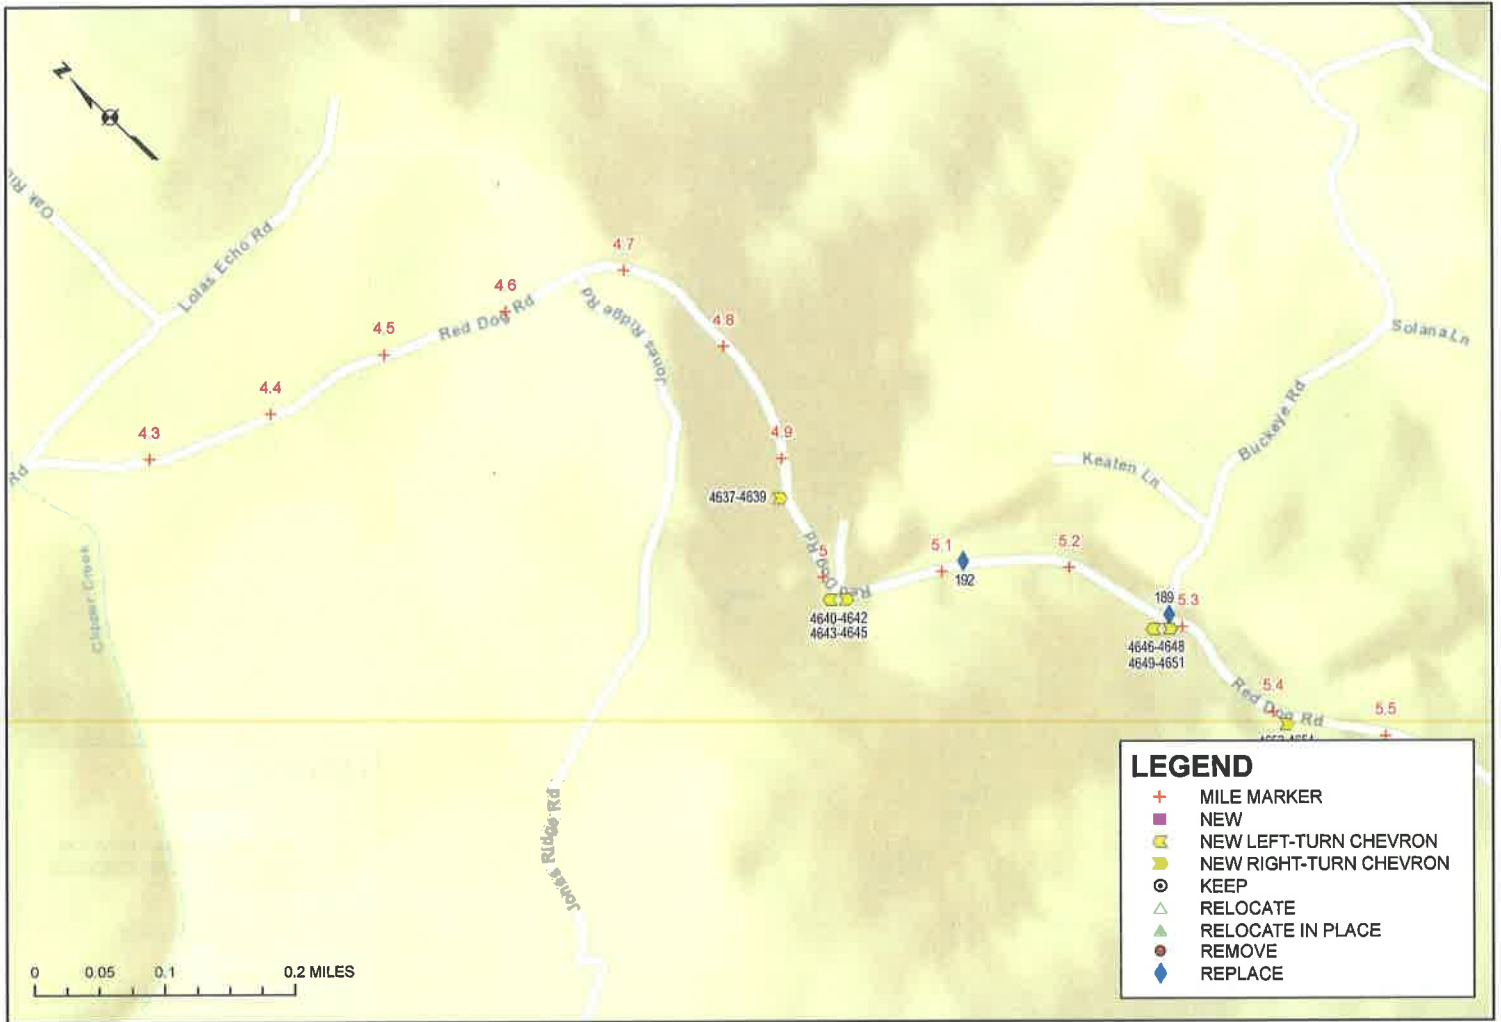 N
Oak Rid
Lolas Echo Rd
4.7
4.6
Red Dog Rd
4.5
Jones Ridge Rd
4.8
Solana Ln
4.4
Buckeye Rd
4.3
4.9
Keaten Ln
Rd
4637-4639
Red Dog Rd
5
5.1
192
5.2
Red
4640-4642
4643-4645
189
5.3
4646-4648
4649-4651
Clipper Creek
Red Dog Rd
5.4
5.5
Jones Ridge Rd
LEGEND
MILE MARKER
NEW
NEW LEFT-TURN CHEVRON
NEW RIGHT-TURN CHEVRON
KEEP
RELOCATE
RELOCATE IN PLACE
REMOVE
REPLACE
0 0.05 0.1 0.2 MILES